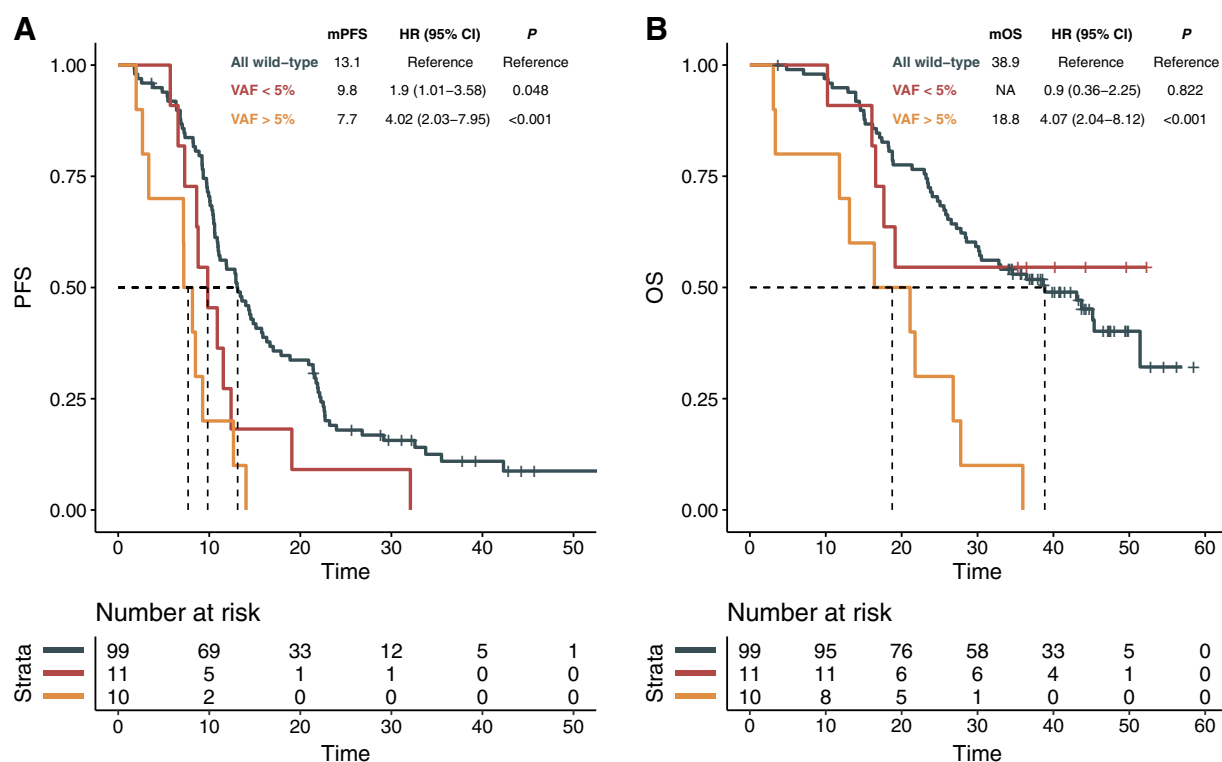 A
mPFS HR (95% CI) P
All wild–type 13.1 Reference Reference
VAF < 5% 9.8 1.9 (1.01–3.58) 0.048
VAF > 5% 7.7 4.02 (2.03–7.95) <0.001
1.00
0.75
0.50
0.25
0.00
PFS
0 10 20 30 40 50
Time
Number at risk
Strata
99 69 33 12 5 1
11 5 1 1 0 0
10 2 0 0 0 0
0 10 20 30 40 50
Time
B
mOS HR (95% CI) P
All wild–type 38.9 Reference Reference
VAF < 5% NA 0.9 (0.36–2.25) 0.822
VAF > 5% 18.8 4.07 (2.04–8.12) <0.001
1.00
0.75
0.50
0.25
0.00
OS
0 10 20 30 40 50 60
Time
Number at risk
Strata
99 95 76 58 33 5 0
11 11 6 6 4 1 0
10 8 5 1 0 0 0
0 10 20 30 40 50 60
Time